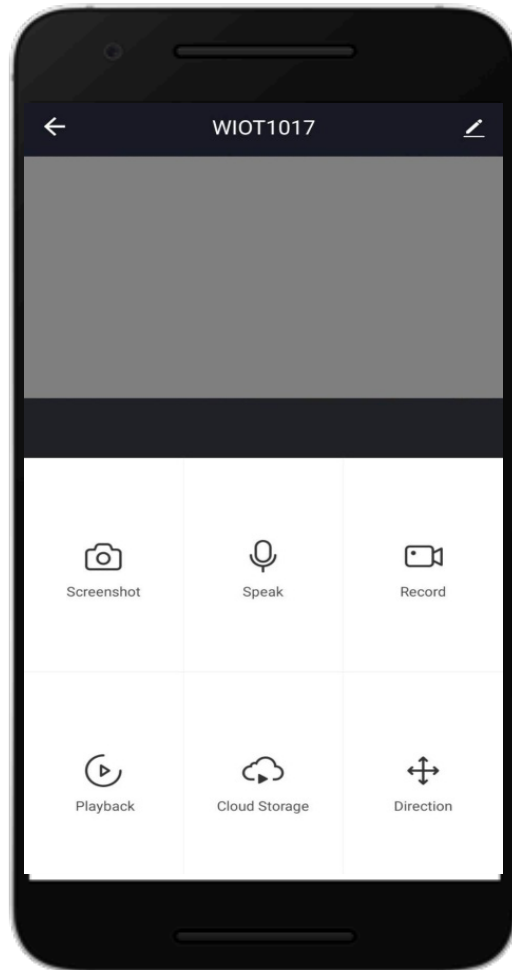 WIOT1017
Screenshot
Speak
Record
Playback
Cloud Storage
Direction